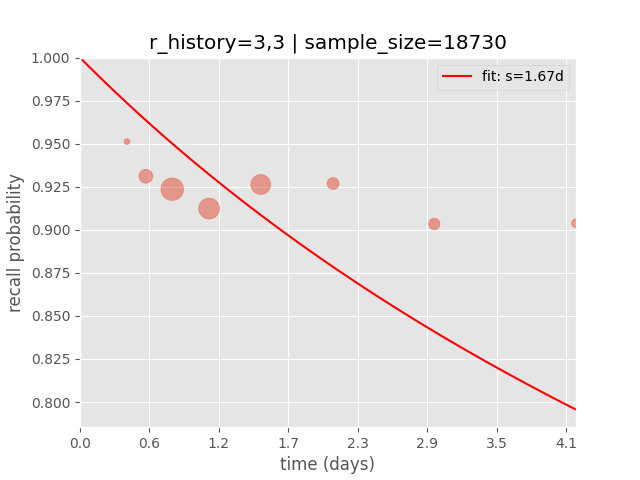 r_history=3,3 | sample_size=18730
fit: s=1.67d
recall probability
1.000
0.975
0.950
0.925
0.900
0.875
0.850
0.825
0.800
0.0 0.6 1.2 1.7 2.3 2.9 3.5 4.1
time (days)